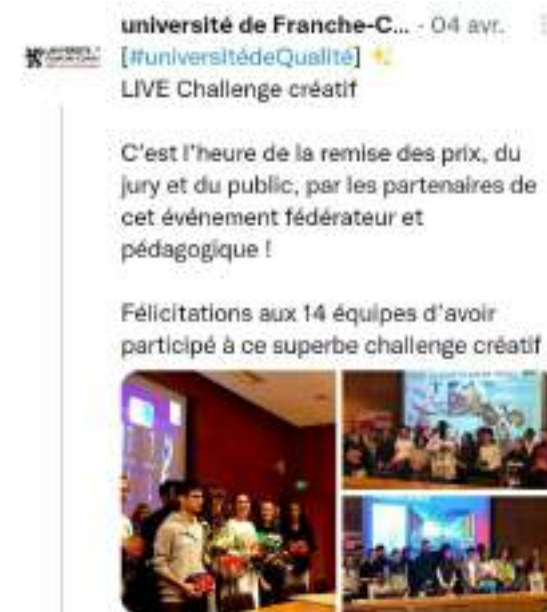 université de Franche-C... · 04 avr.
[#universitédeQualité] ✨
LIVE Challenge créatif
C'est l'heure de la remise des prix, du
jury et du public, par les partenaires de
cet événement fédérateur et
pédagogique !
Félicitations aux 14 équipes d'avoir
participé à ce superbe challenge créatif